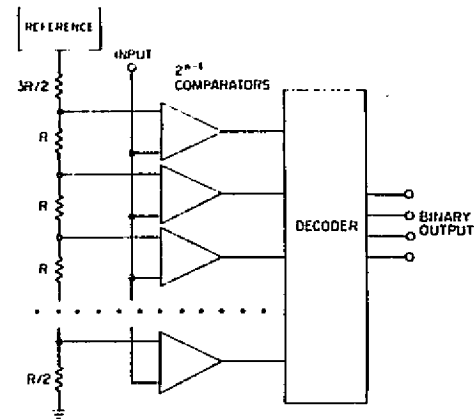 REFERENCE
INPUT
3R/2
2ⁿ⁻¹
COMPARATORS
R
R
DECODER
BINARY
OUTPUT
R
R/2